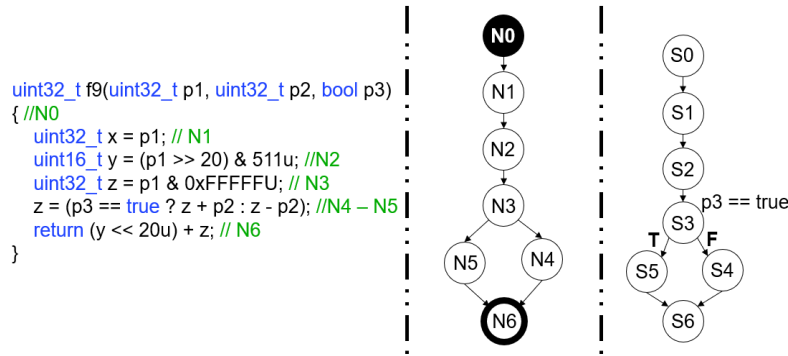 uint32_t f9(uint32_t p1, uint32_t p2, bool p3)
{ //N0
uint32_t x = p1; // N1
uint16_t y = (p1 >> 20) & 511u; //N2
uint32_t z = p1 & 0xFFFFFU; // N3
z = (p3 == true ? z + p2 : z - p2); //N4 – N5
return (y << 20u) + z; // N6
}
N0
N1
N2
N3
N5
N4
N6
S0
S1
S2
S3
p3 == true
T
F
S5
S4
S6